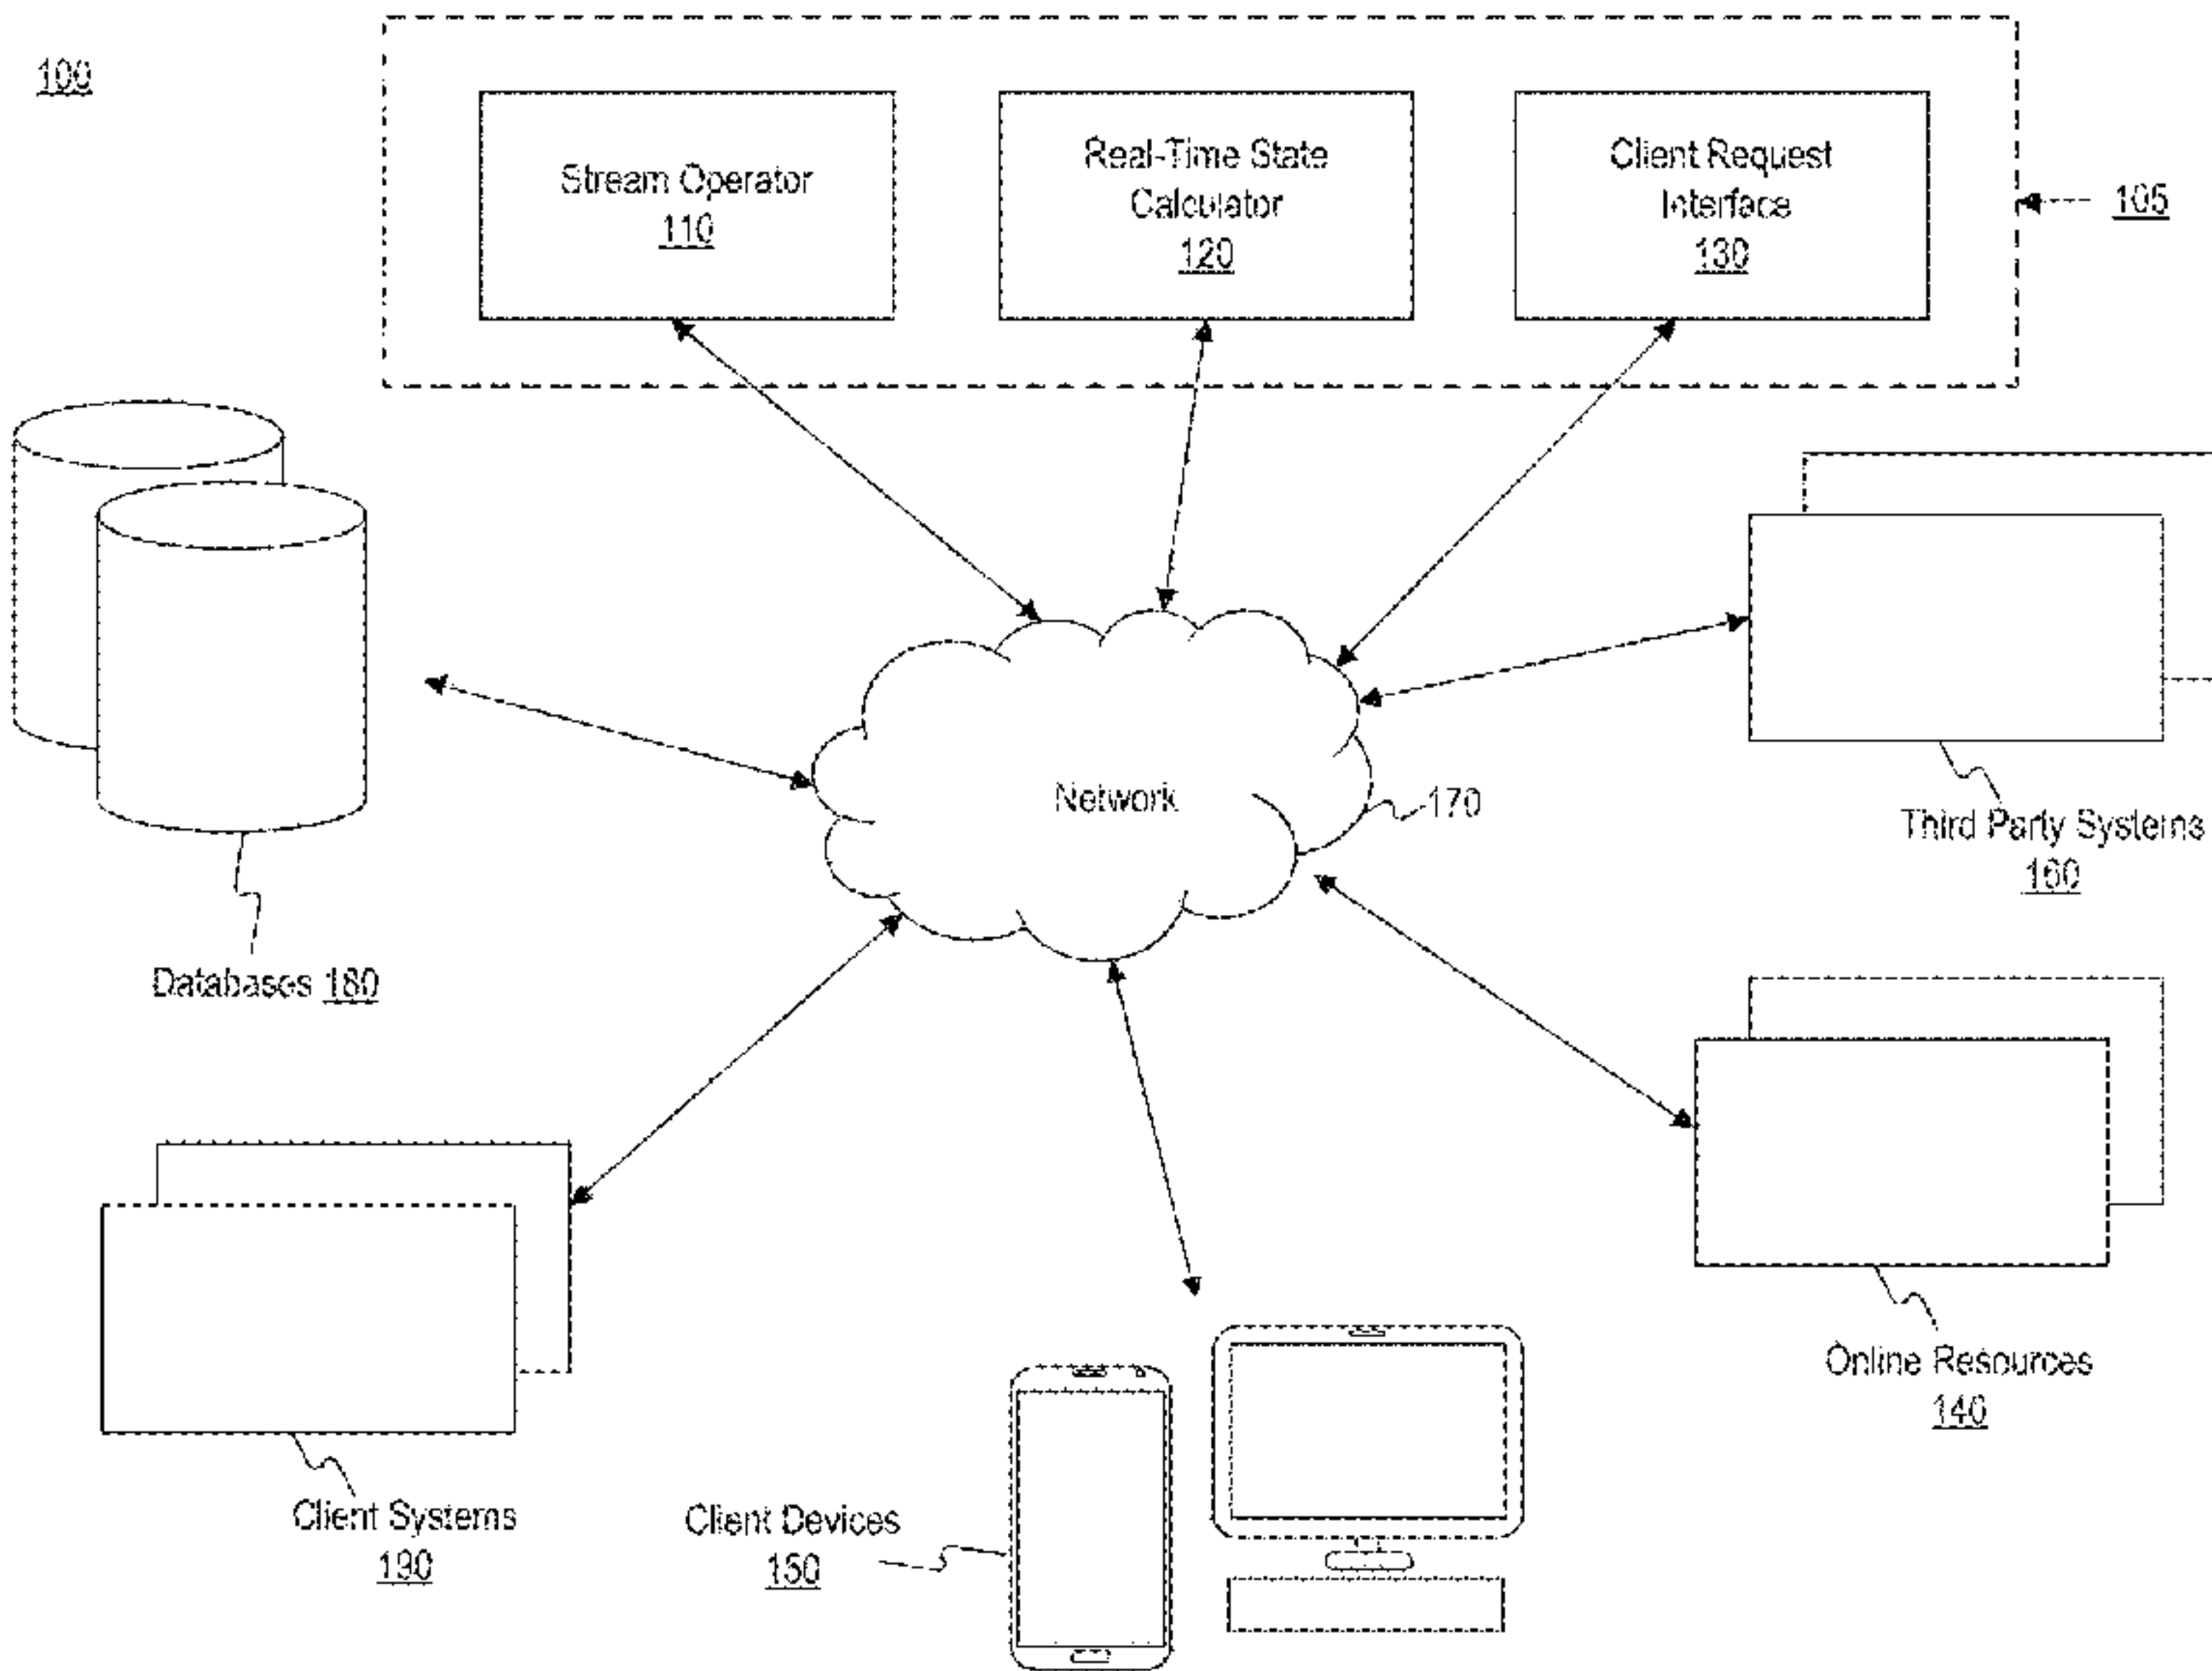 100
Stream Operator
110
Real-Time State
Calculator
120
Client Request
Interface
130
105
Network
170
Third Party Systems
160
Databases 180
Online Resources
140
Client Systems
190
Client Devices
150